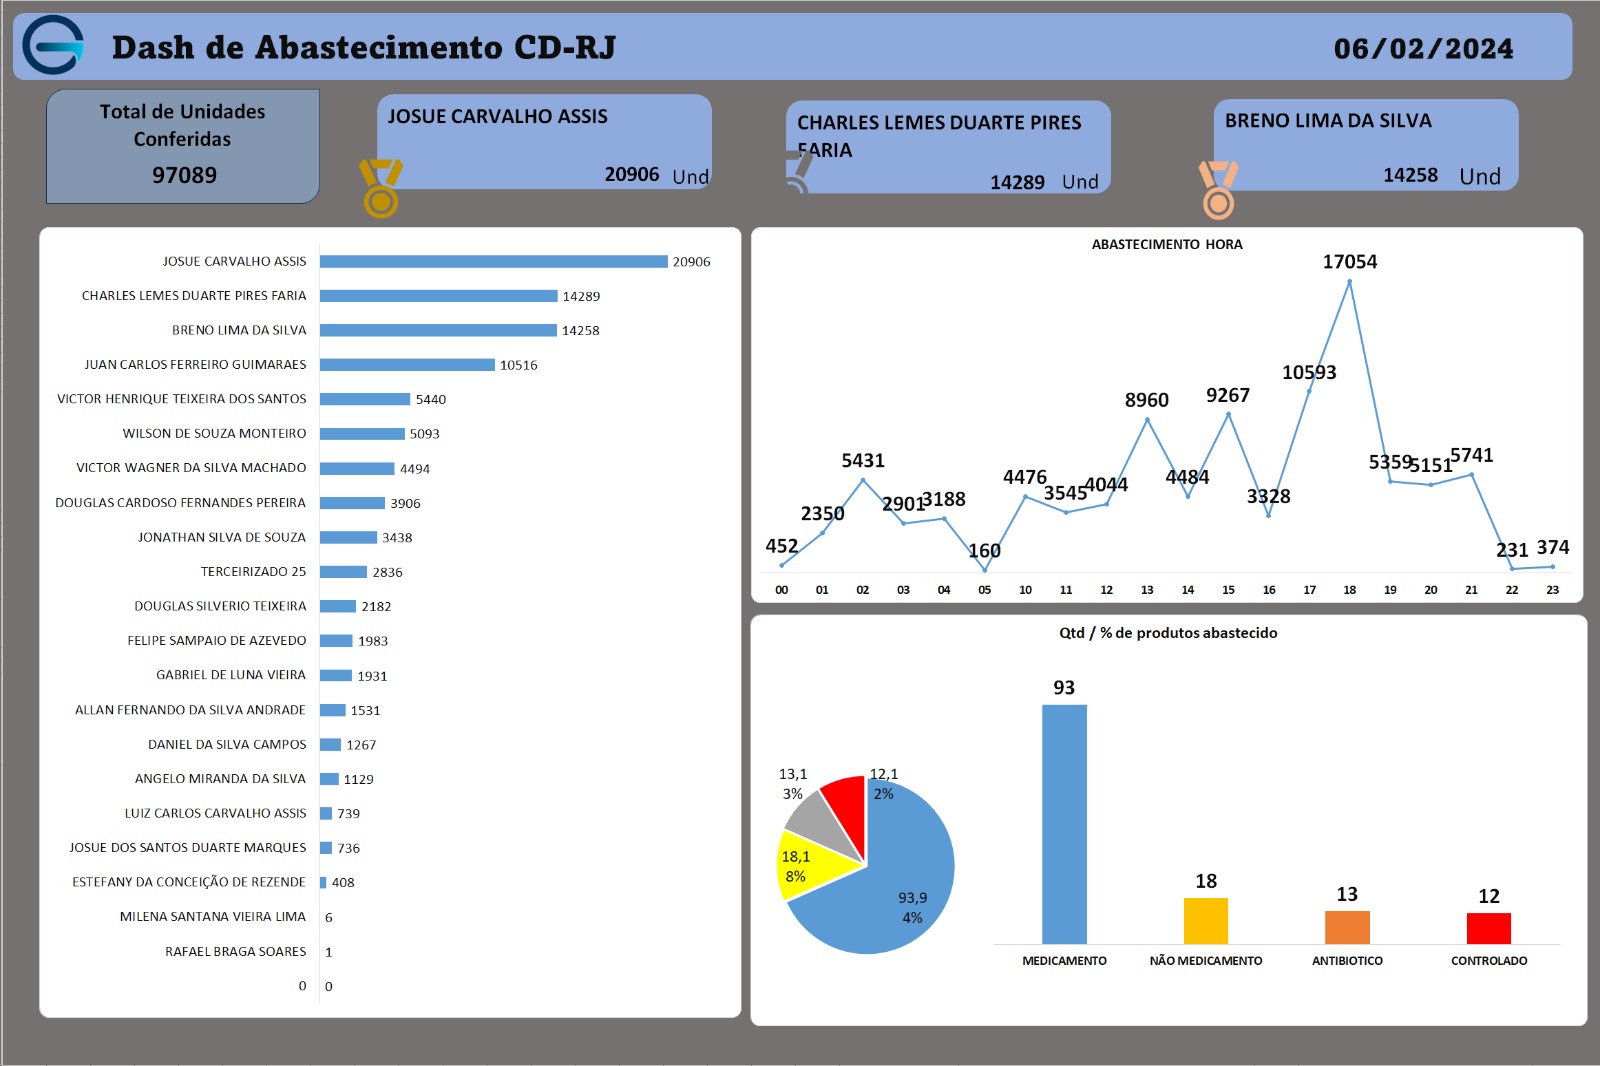 Dash de Abastecimento CD-RJ
06/02/2024
Total de Unidades
Conferidas
97089
JOSUE CARVALHO ASSIS
20906 Und
CHARLES LEMES DUARTE PIRES
FARIA
14289 Und
BRENO LIMA DA SILVA
14258 Und
JOSUE CARVALHO ASSIS 20906
CHARLES LEMES DUARTE PIRES FARIA 14289
BRENO LIMA DA SILVA 14258
JUAN CARLOS FERREIRO GUIMARAES 10516
VICTOR HENRIQUE TEIXEIRA DOS SANTOS 5440
WILSON DE SOUZA MONTEIRO 5093
VICTOR WAGNER DA SILVA MACHADO 4494
DOUGLAS CARDOSO FERNANDES PEREIRA 3906
JONATHAN SILVA DE SOUZA 3438
TERCEIRIZADO 25 2836
DOUGLAS SILVERIO TEIXEIRA 2182
FELIPE SAMPAIO DE AZEVEDO 1983
GABRIEL DE LUNA VIEIRA 1931
ALLAN FERNANDO DA SILVA ANDRADE 1531
DANIEL DA SILVA CAMPOS 1267
ANGELO MIRANDA DA SILVA 1129
LUIZ CARLOS CARVALHO ASSIS 739
JOSUE DOS SANTOS DUARTE MARQUES 736
ESTEFANY DA CONCEIÇÃO DE REZENDE 408
MILENA SANTANA VIEIRA LIMA 6
RAFAEL BRAGA SOARES 1
0 0
ABASTECIMENTO HORA
452 2350 5431 2901 3188 160 4476 3545 4044 8960 4484 9267 3328 10593 17054 5359 5151 5741 231 374
00 01 02 03 04 05 10 11 12 13 14 15 16 17 18 19 20 21 22 23
Qtd / % de produtos abastecido
13,1
3%
12,1
2%
18,1
8%
93,9
4%
93 18 13 12
MEDICAMENTO NÃO MEDICAMENTO ANTIBIOTICO CONTROLADO